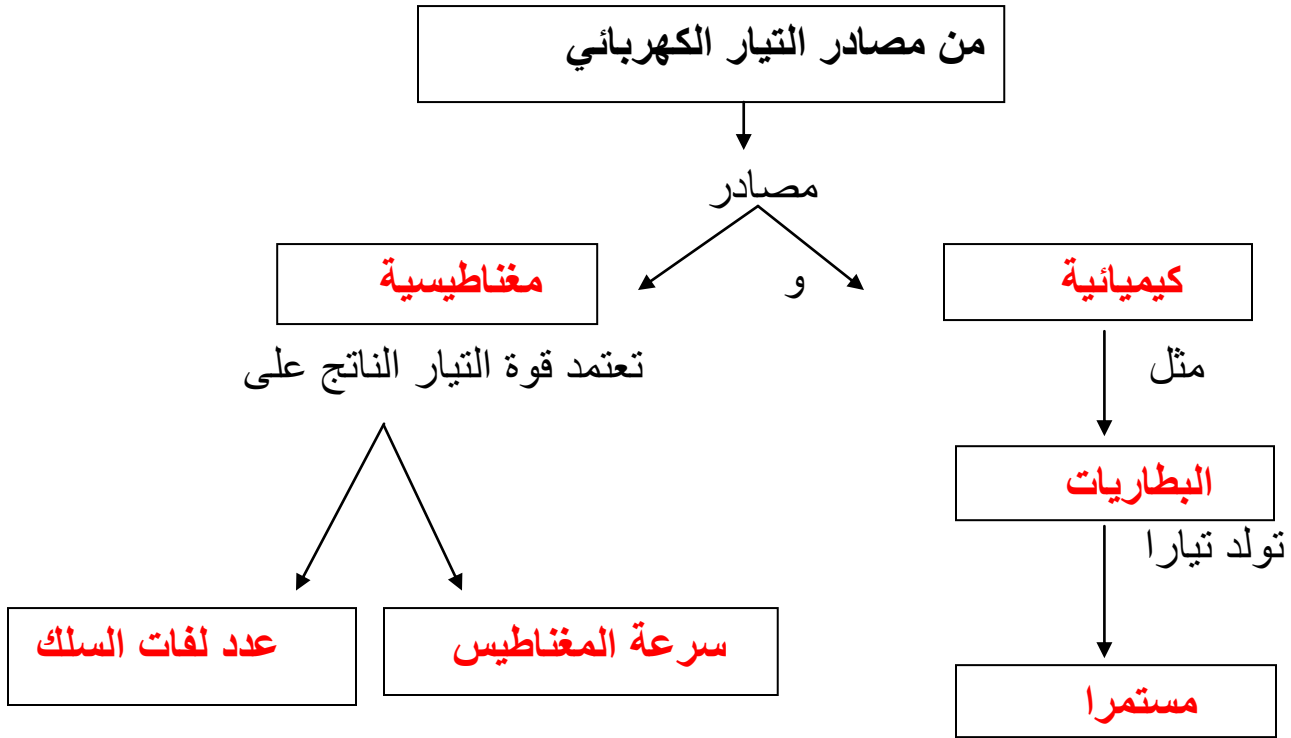 من مصادر التيار الكهربائي
مصادر
كيميائية
و
مغناطيسية
مثل
تعتمد قوة التيار الناتج على
البطاريات
تولد تيارا
سرعة المغناطيس
عدد لفات السلك
مستمرا